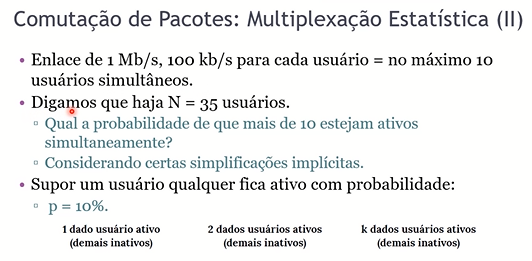 Comutação de Pacotes: Multiplexação Estatística (II)
• Enlace de 1 Mb/s, 100 kb/s para cada usuário = no máximo 10
usuários simultâneos.
• Digamos que haja N = 35 usuários.
▫ Qual a probabilidade de que mais de 10 estejam ativos
simultaneamente?
▫ Considerando certas simplificações implícitas.
• Supor um usuário qualquer fica ativo com probabilidade:
▫ p = 10%.
1 dado usuário ativo 2 dados usuários ativos k dados usuários ativos
(demais inativos) (demais inativos) (demais inativos)